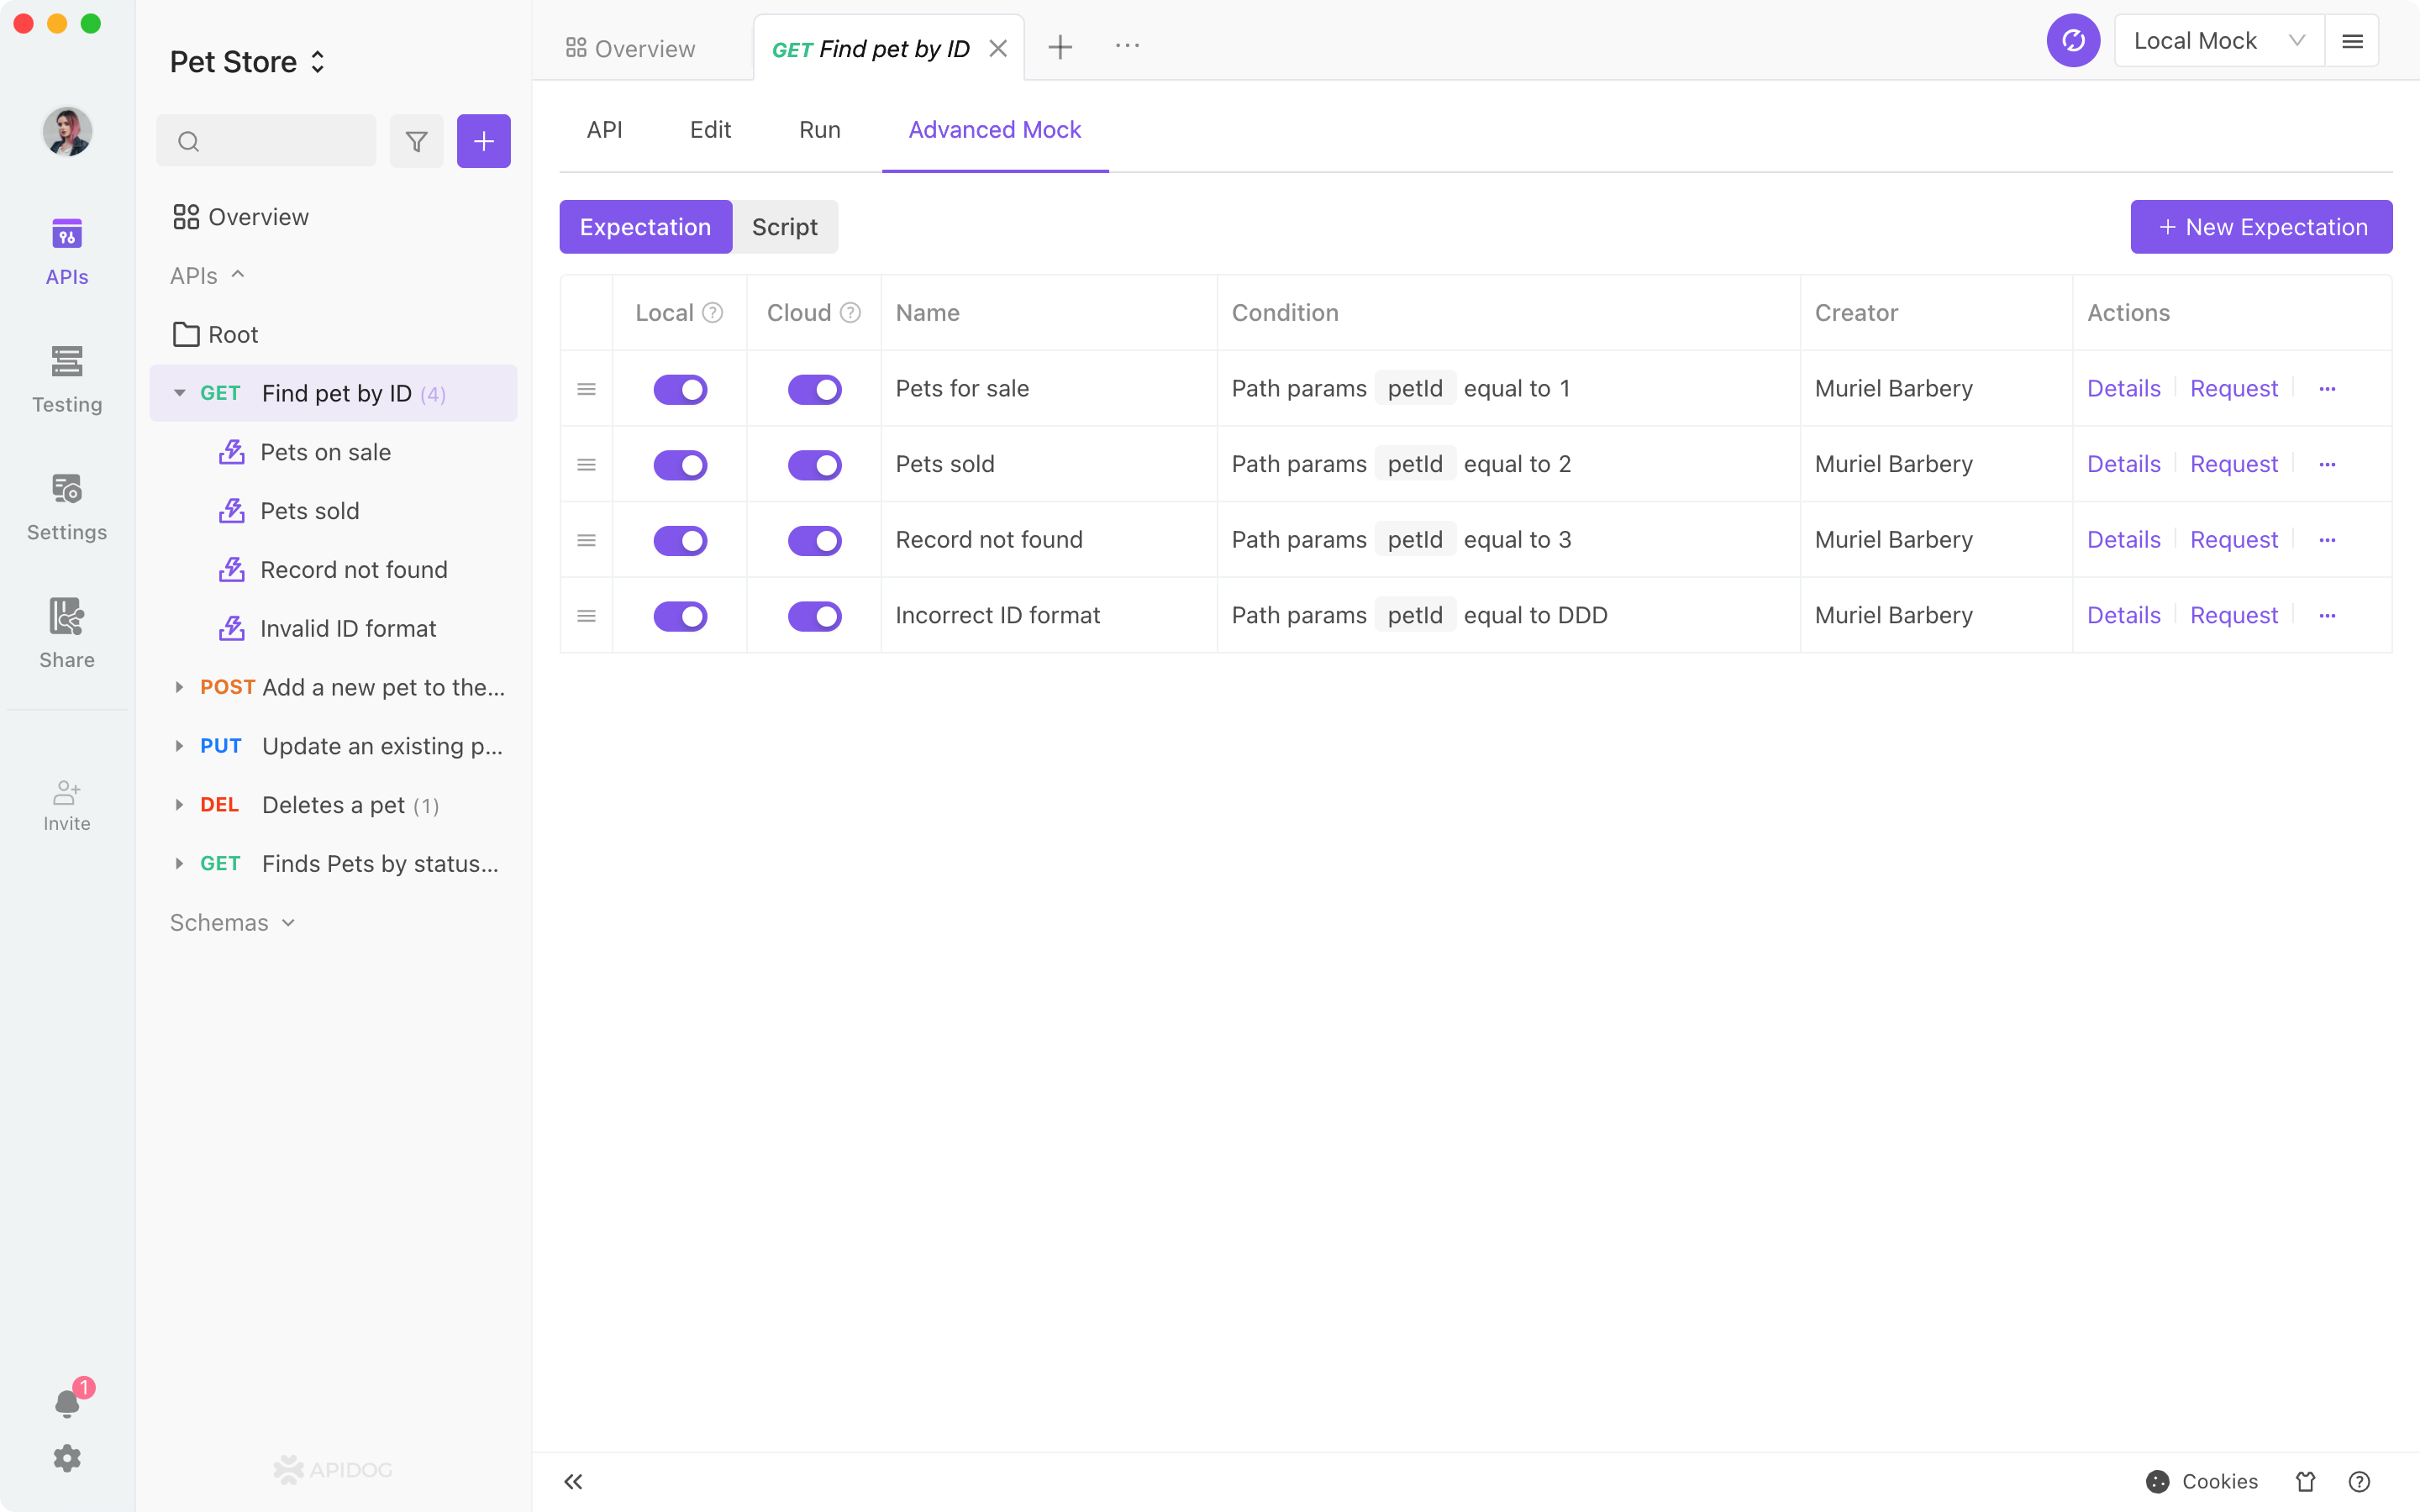 Pet Store
Overview
GET Find pet by ID
Local Mock
APIs
Testing
Settings
Share
Invite
1
Overview
APIs
Root
GET Find pet by ID (4)
Pets on sale
Pets sold
Record not found
Invalid ID format
POST Add a new pet to the...
PUT Update an existing p...
DEL Deletes a pet (1)
GET Finds Pets by status...
Schemas
APIDOG
API Edit Run Advanced Mock
Expectation Script + New Expectation
Local ? Cloud ? Name Condition Creator Actions
Pets for sale Path params petId equal to 1 Muriel Barbery Details Request ...
Pets sold Path params petId equal to 2 Muriel Barbery Details Request ...
Record not found Path params petId equal to 3 Muriel Barbery Details Request ...
Incorrect ID format Path params petId equal to DDD Muriel Barbery Details Request ...
Cookies